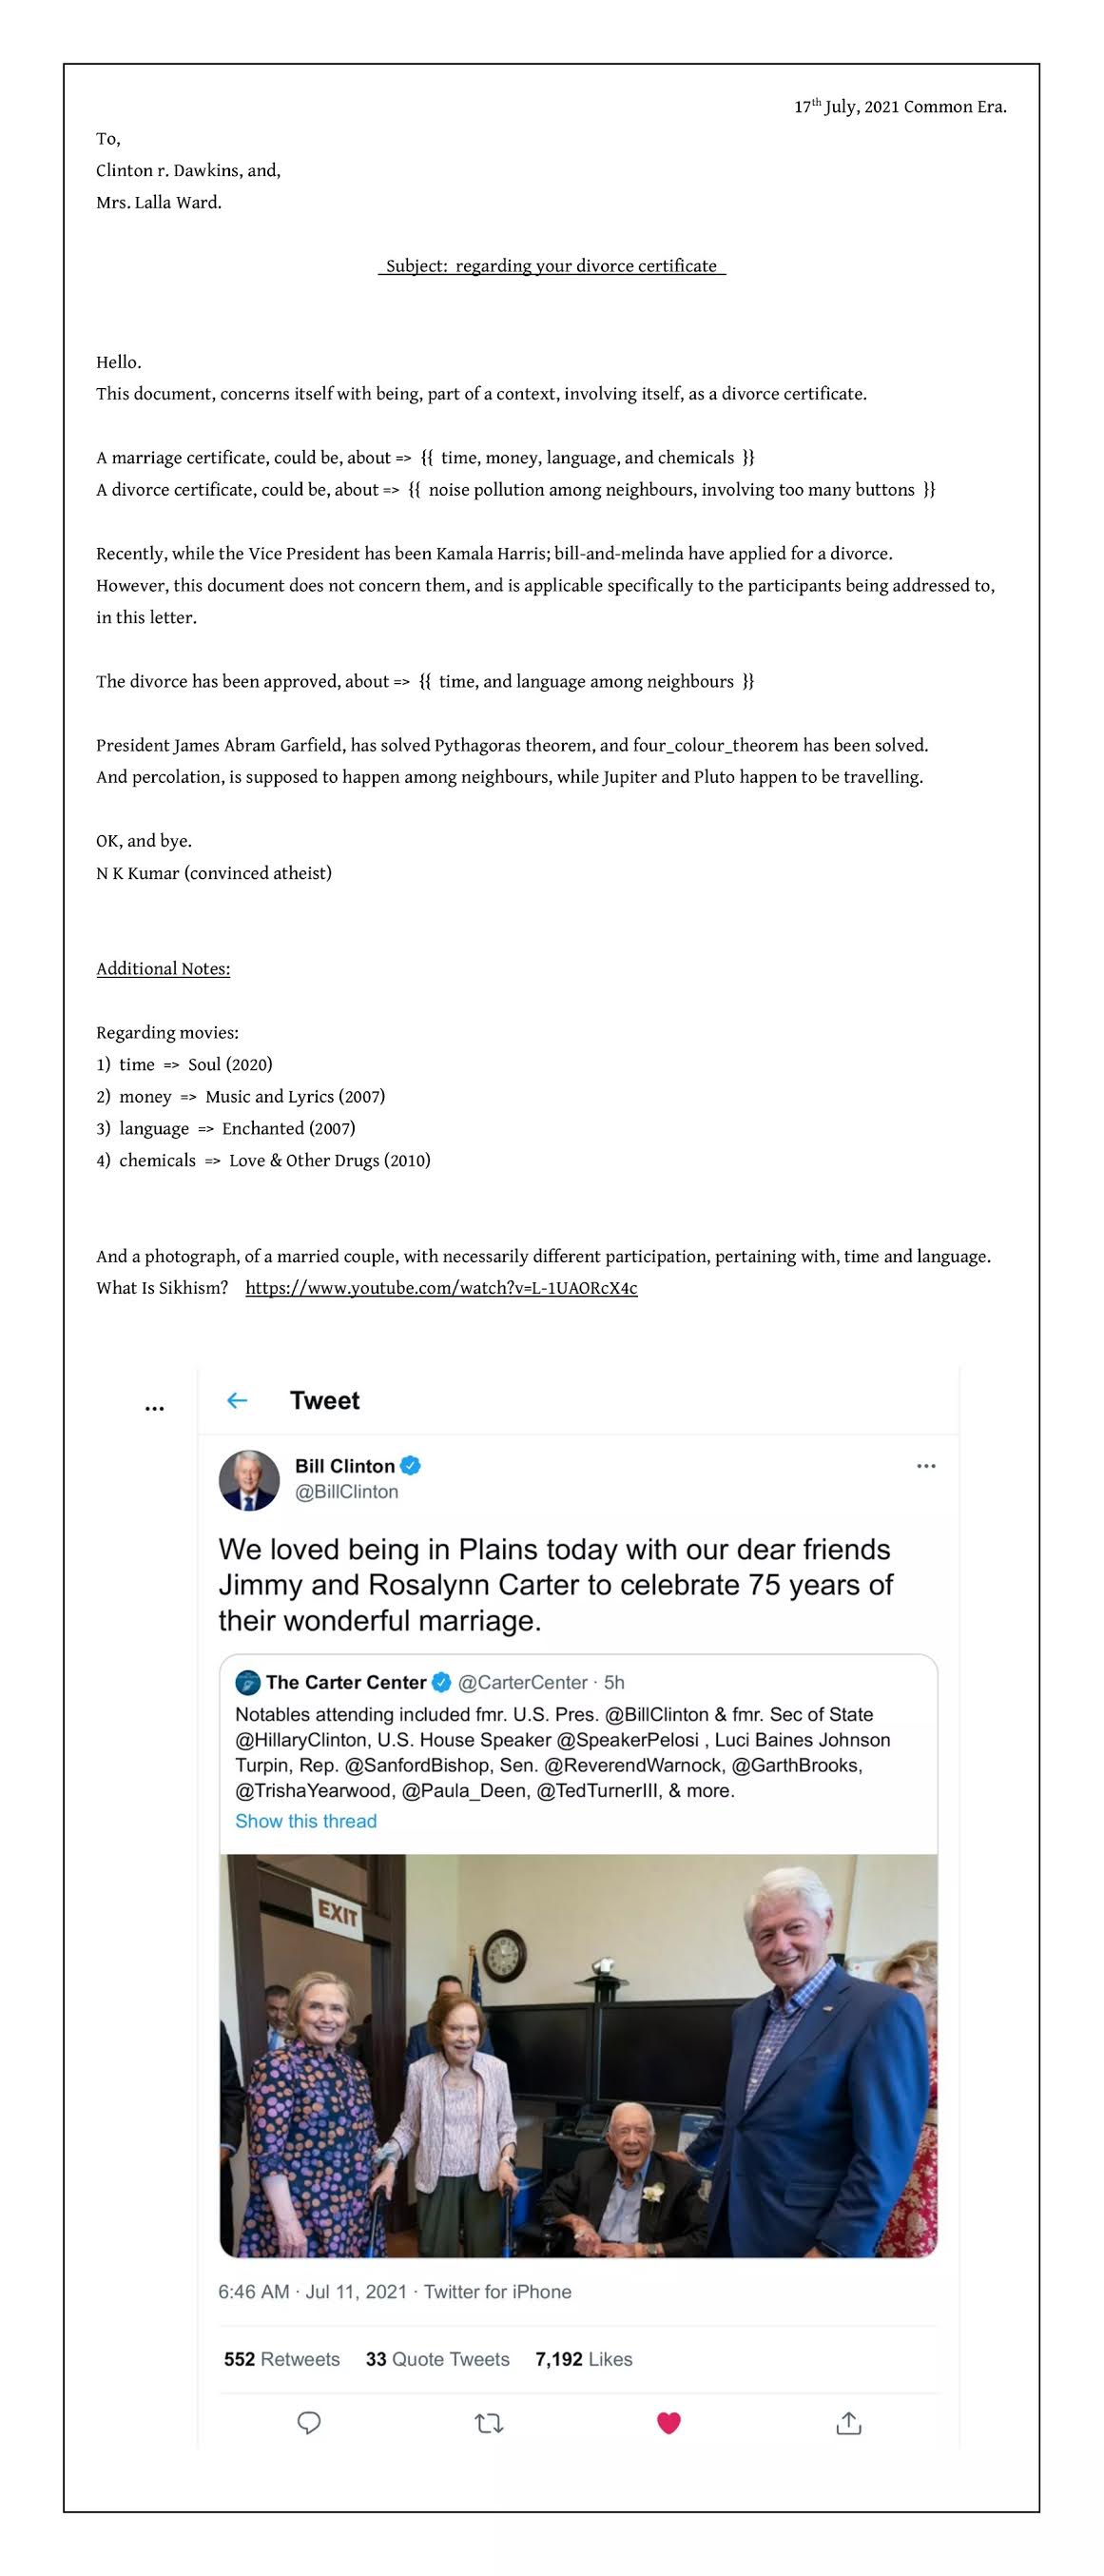 17th July, 2021 Common Era.
To,
Clinton r. Dawkins, and,
Mrs. Lalla Ward.
Subject:  regarding your divorce certificate
Hello.
This document, concerns itself with being, part of a context, involving itself, as a divorce certificate.
A marriage certificate, could be, about =>  {{  time, money, language, and chemicals  }}
A divorce certificate, could be, about =>  {{  noise pollution among neighbours, involving too many buttons  }}
Recently, while the Vice President has been Kamala Harris; bill-and-melinda have applied for a divorce.
However, this document does not concern them, and is applicable specifically to the participants being addressed to,
in this letter.
The divorce has been approved, about =>  {{  time, and language among neighbours  }}
President James Abram Garfield, has solved Pythagoras theorem, and four_colour_theorem has been solved.
And percolation, is supposed to happen among neighbours, while Jupiter and Pluto happen to be travelling.
OK, and bye.
N K Kumar (convinced atheist)
Additional Notes:
Regarding movies:
1)  time  =>  Soul (2020)
2)  money  =>  Music and Lyrics (2007)
3)  language  =>  Enchanted (2007)
4)  chemicals  =>  Love & Other Drugs (2010)
And a photograph, of a married couple, with necessarily different participation, pertaining with, time and language.
What Is Sikhism?    https://www.youtube.com/watch?v=L-1UAORcX4c
... Tweet
Bill Clinton
@BillClinton
We loved being in Plains today with our dear friends
Jimmy and Rosalynn Carter to celebrate 75 years of
their wonderful marriage.
The Carter Center @CarterCenter · 5h
Notables attending included fmr. U.S. Pres. @BillClinton & fmr. Sec of State
@HillaryClinton, U.S. House Speaker @SpeakerPelosi , Luci Baines Johnson
Turpin, Rep. @SanfordBishop, Sen. @ReverendWarnock, @GarthBrooks,
@TrishaYearwood, @Paula_Deen, @TedTurnerIII, & more.
Show this thread
EXIT
6:46 AM · Jul 11, 2021 · Twitter for iPhone
552 Retweets 33 Quote Tweets 7,192 Likes